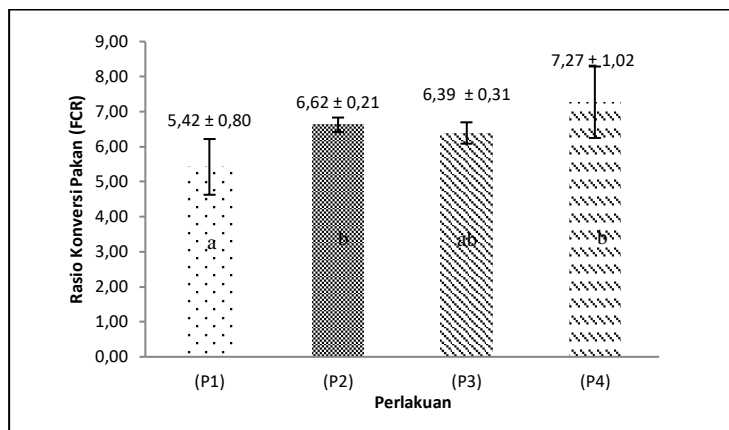 Rasio Konversi Pakan (FCR)
9,00
8,00
7,00
6,00
5,00
4,00
3,00
2,00
1,00
0,00
5,42 ± 0,80
6,62 ± 0,21
6,39 ± 0,31
7,27 ± 1,02
a
b
ab
b
(P1) (P2) (P3) (P4)
Perlakuan